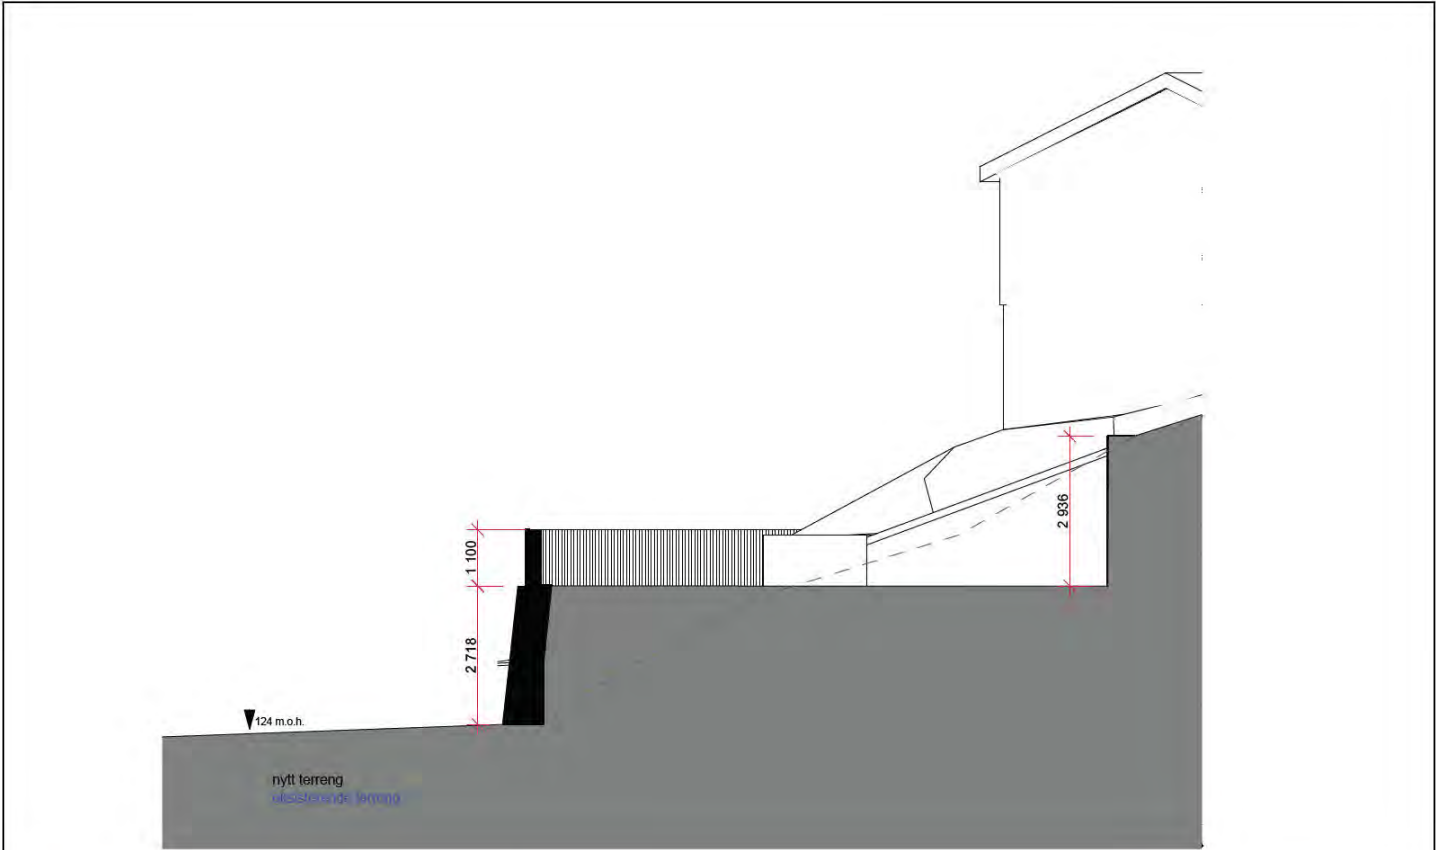 2 936
1 100
2 718
124 m.o.h.
nytt terreng
eksisterende terreng